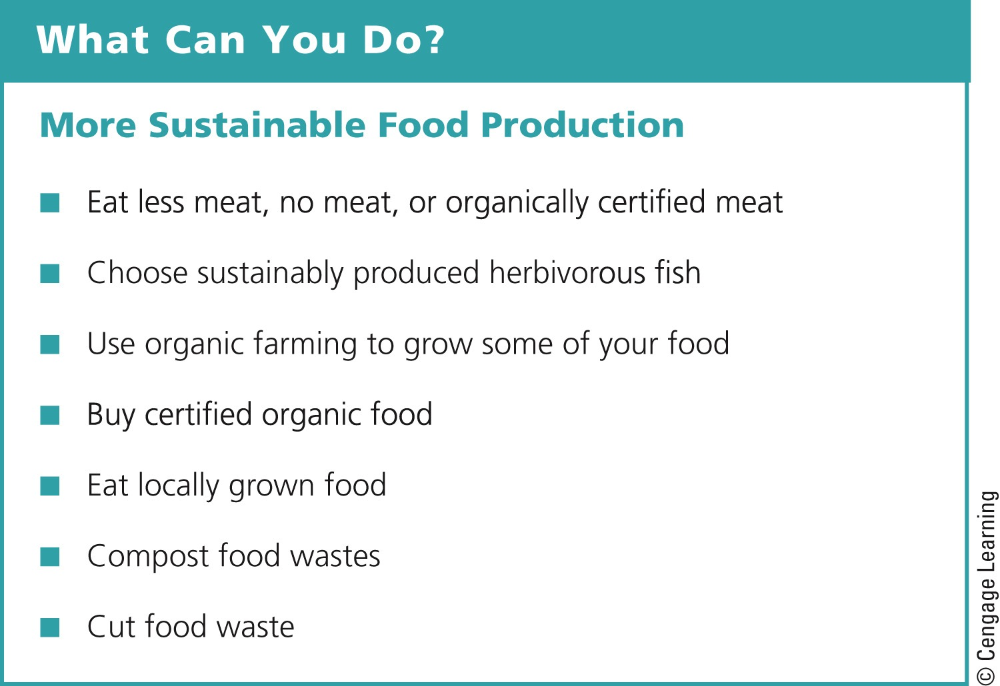 What Can You Do?
More Sustainable Food Production
■ Eat less meat, no meat, or organically certified meat
■ Choose sustainably produced herbivorous fish
■ Use organic farming to grow some of your food
■ Buy certified organic food
■ Eat locally grown food
■ Compost food wastes
■ Cut food waste
© Cengage Learning